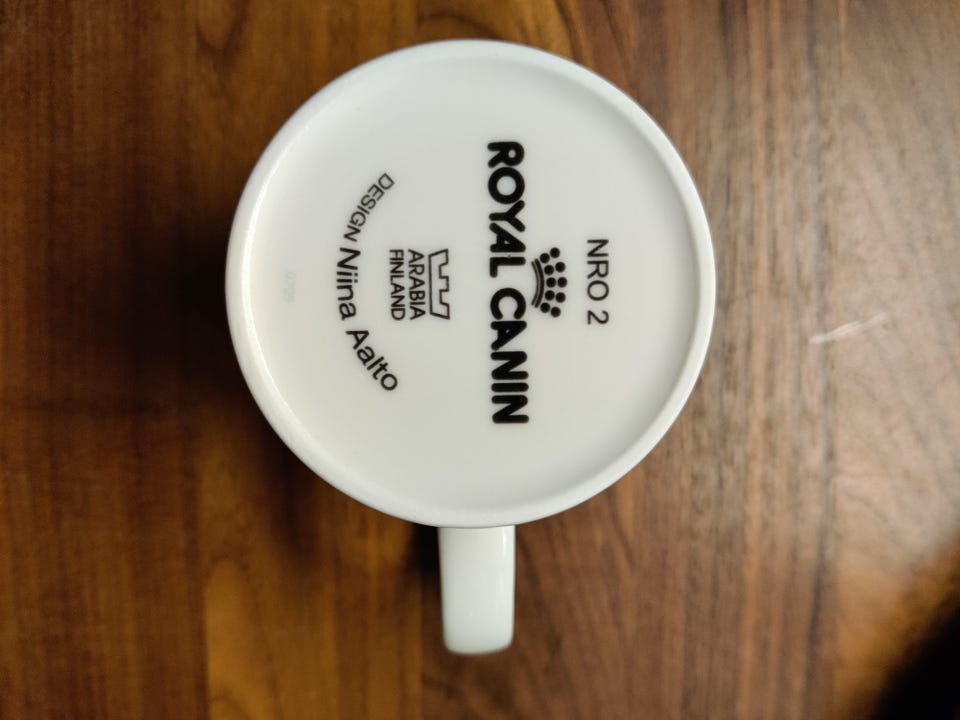 NRO 2
ROYAL CANIN
ARABIA
FINLAND
DESIGN Niina Aalto